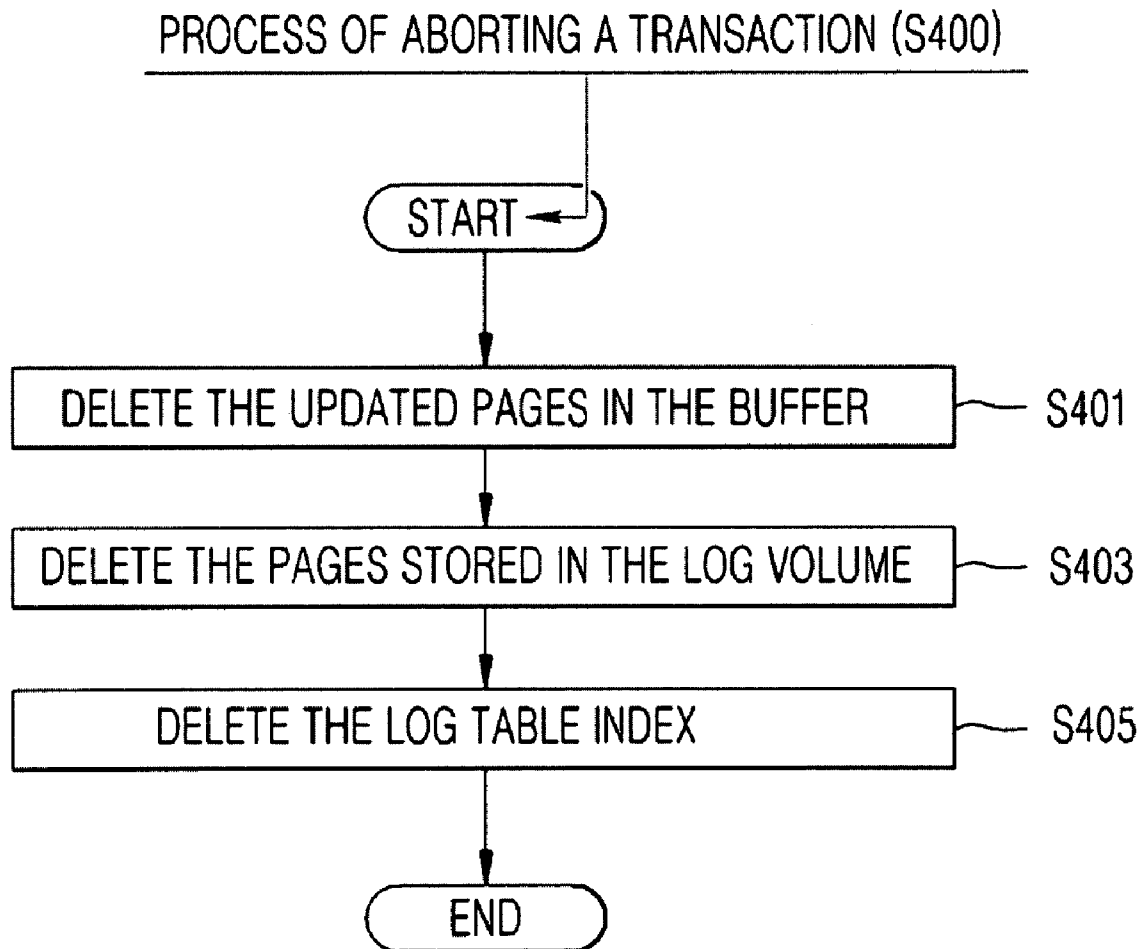 PROCESS OF ABORTING A TRANSACTION (S400)
START
DELETE THE UPDATED PAGES IN THE BUFFER
S401
DELETE THE PAGES STORED IN THE LOG VOLUME
S403
DELETE THE LOG TABLE INDEX
S405
END